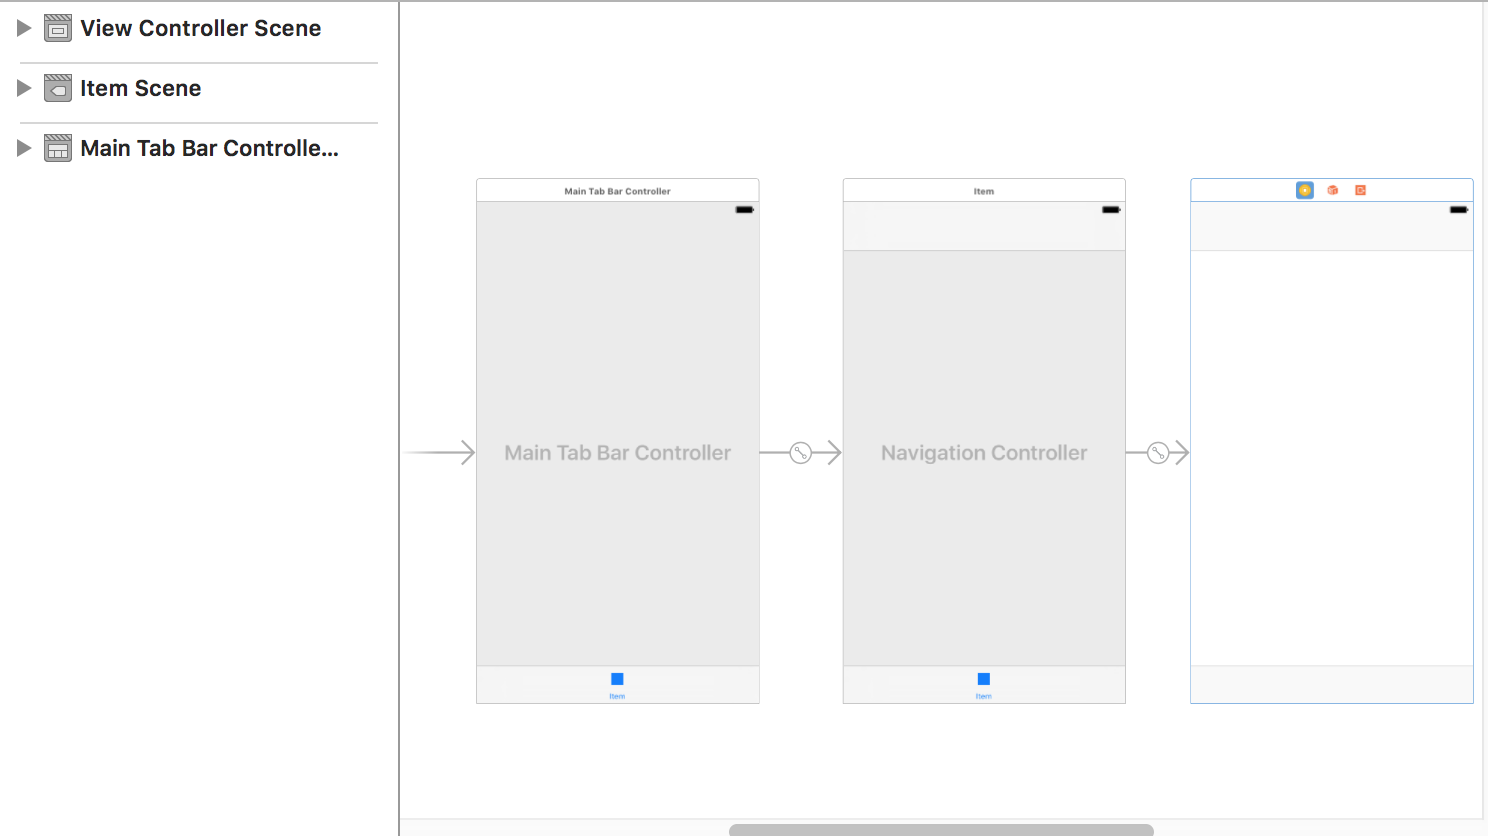 View Controller Scene
Item Scene
Main Tab Bar Controlle...
Main Tab Bar Controller
Item
Main Tab Bar Controller
Navigation Controller
Item
Item